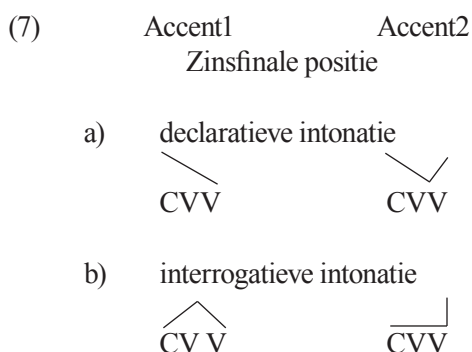 (7) Accent1 Accent2
Zinsfinale positie
a) declaratieve intonatie
CVV CVV
b) interrogatieve intonatie
CV V CVV